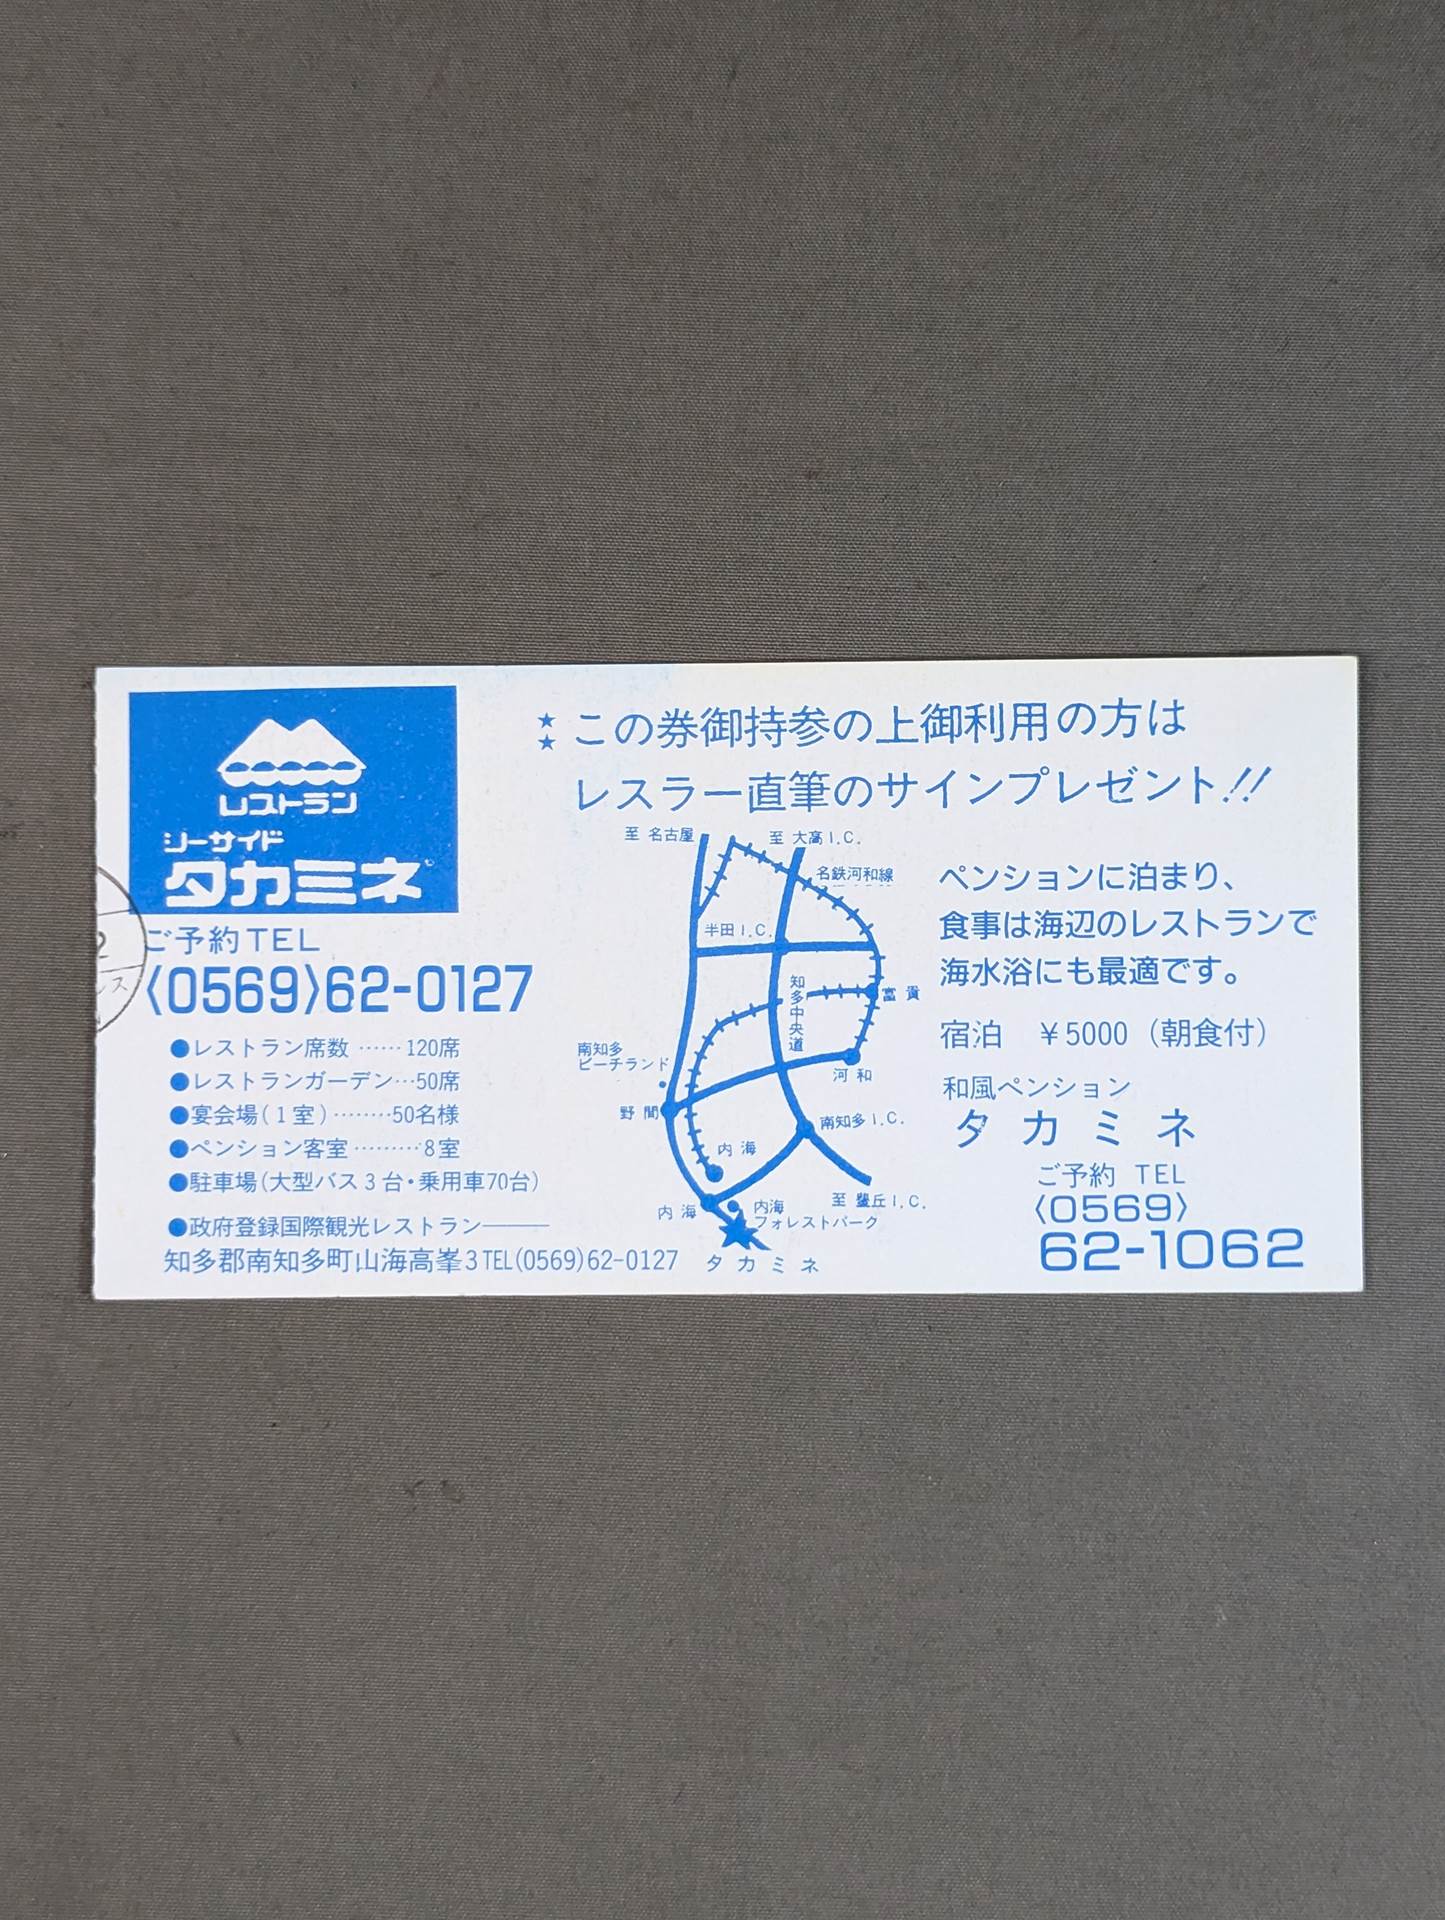 レストラン
シーサイド
タカミネ
ご予約TEL
〈0569〉62-0127
●レストラン席数……120席
●レストランガーデン…50席
●宴会場(1室)………50名様
●ペンション客室………8室
●駐車場(大型バス3台・乗用車70台)
●政府登録国際観光レストラン───
知多郡南知多町山海高峯3TEL(0569)62-0127
★★ この券御持参の上御利用の方は
レスラー直筆のサインプレゼント!!
至 名古屋
至 大高I.C.
名鉄河和線
半田I.C.
知多中央道
富貴
南知多
ビーチランド
河和
野間
南知多I.C.
内海
至 豊丘I.C.
内海
内海
フォレストパーク
タカミネ
ペンションに泊まり、
食事は海辺のレストランで
海水浴にも最適です。
宿泊 ¥5000(朝食付)
和風ペンション
タカミネ
ご予約 TEL
〈0569〉
62-1062